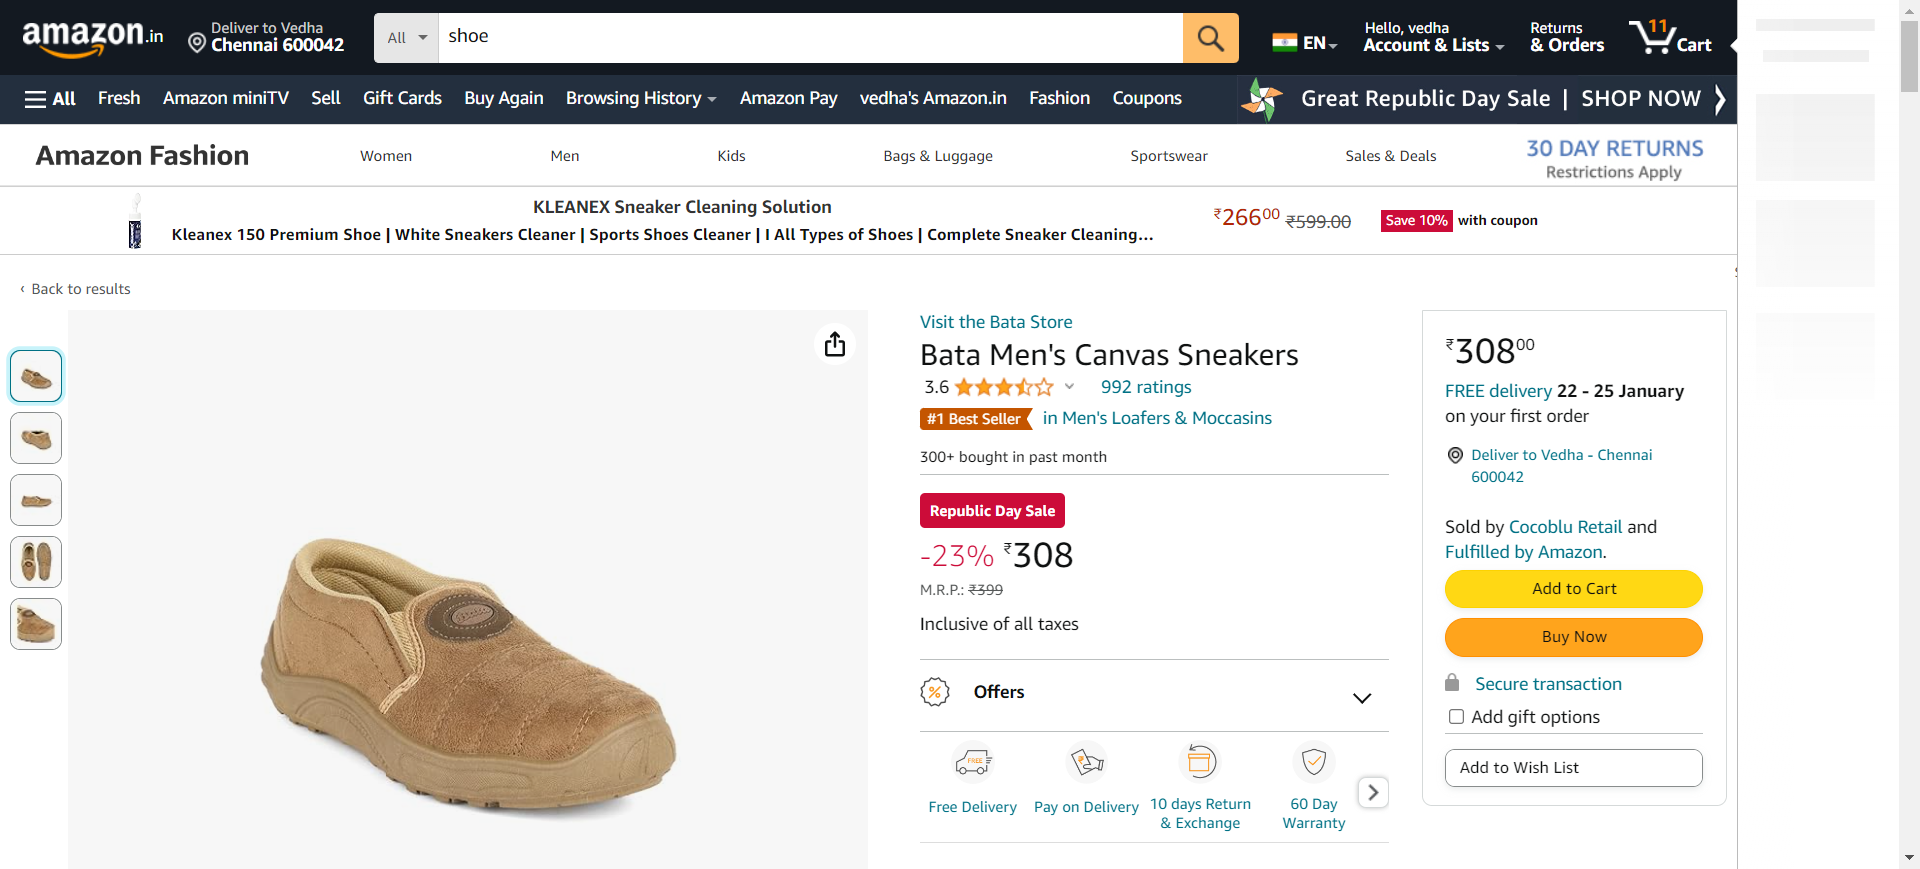 amazon.in
Deliver to Vedha
Chennai 600042
All
shoe
EN
Hello, vedha
Account & Lists
Returns
& Orders
11
Cart
All
Fresh
Amazon miniTV
Sell
Gift Cards
Buy Again
Browsing History
Amazon Pay
vedha's Amazon.in
Fashion
Coupons
Great Republic Day Sale | SHOP NOW
Amazon Fashion
Women
Men
Kids
Bags & Luggage
Sportswear
Sales & Deals
30 DAY RETURNS
Restrictions Apply
KLEANEX Sneaker Cleaning Solution
Kleanex 150 Premium Shoe | White Sneakers Cleaner | Sports Shoes Cleaner | I All Types of Shoes | Complete Sneaker Cleaning...
₹26600 ₹599.00
Save 10% with coupon
‹ Back to results
Visit the Bata Store
Bata Men's Canvas Sneakers
3.6
992 ratings
#1 Best Seller in Men's Loafers & Moccasins
300+ bought in past month
Republic Day Sale
-23% ₹308
M.R.P.: ₹399
Inclusive of all taxes
%
Offers
FREE
Free Delivery
Pay on Delivery
10 days Return
& Exchange
60 Day
Warranty
₹30800
FREE delivery 22 - 25 January
on your first order
Deliver to Vedha - Chennai
600042
Sold by Cocoblu Retail and
Fulfilled by Amazon.
Add to Cart
Buy Now
Secure transaction
Add gift options
Add to Wish List